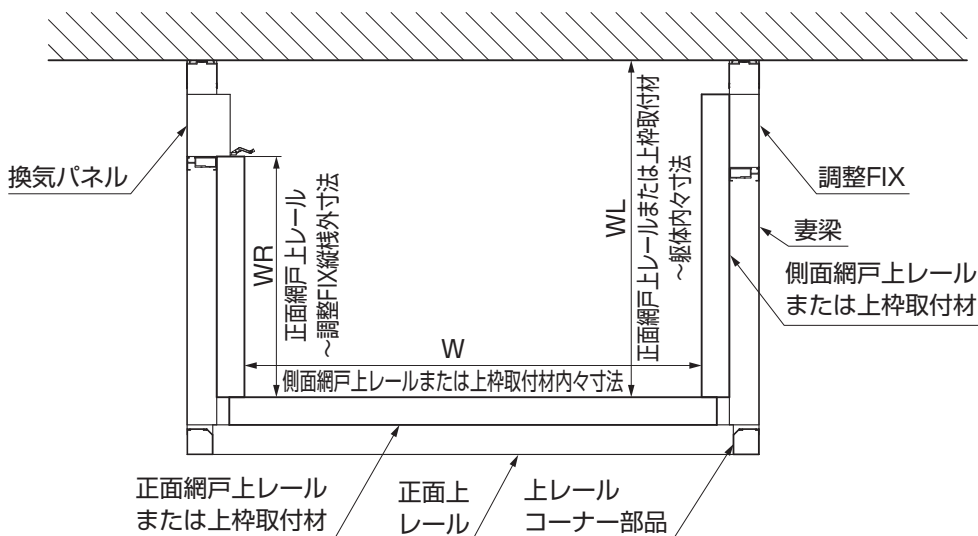 換気パネル
WR
正面網戸上レール
～調整FIX縦桟外寸法
W
側面網戸上レールまたは上枠取付材内々寸法
WL
正面網戸上レールまたは上枠取付材
～躯体内々寸法
調整FIX
妻梁
側面網戸上レール
または上枠取付材
正面網戸上レール
または上枠取付材
正面上
レール
上レール
コーナー部品